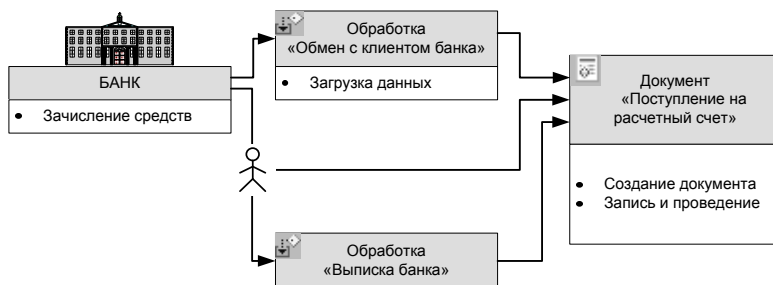 БАНК
• Зачисление средств
Обработка
«Обмен с клиентом банка»
• Загрузка данных
Обработка
«Выписка банка»
Документ
«Поступление на
расчетный счет»
• Создание документа
• Запись и проведение